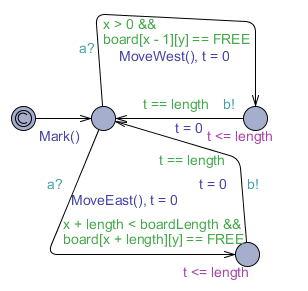 x > 0 &&
board[x - 1][y] == FREE
a?
MoveWest(), t = 0
t == length b!
t = 0
Mark()
t <= length
t == length
a?
t = 0 b!
MoveEast(), t = 0
x + length < boardLength &&
board[x + length][y] == FREE
t <= length
C